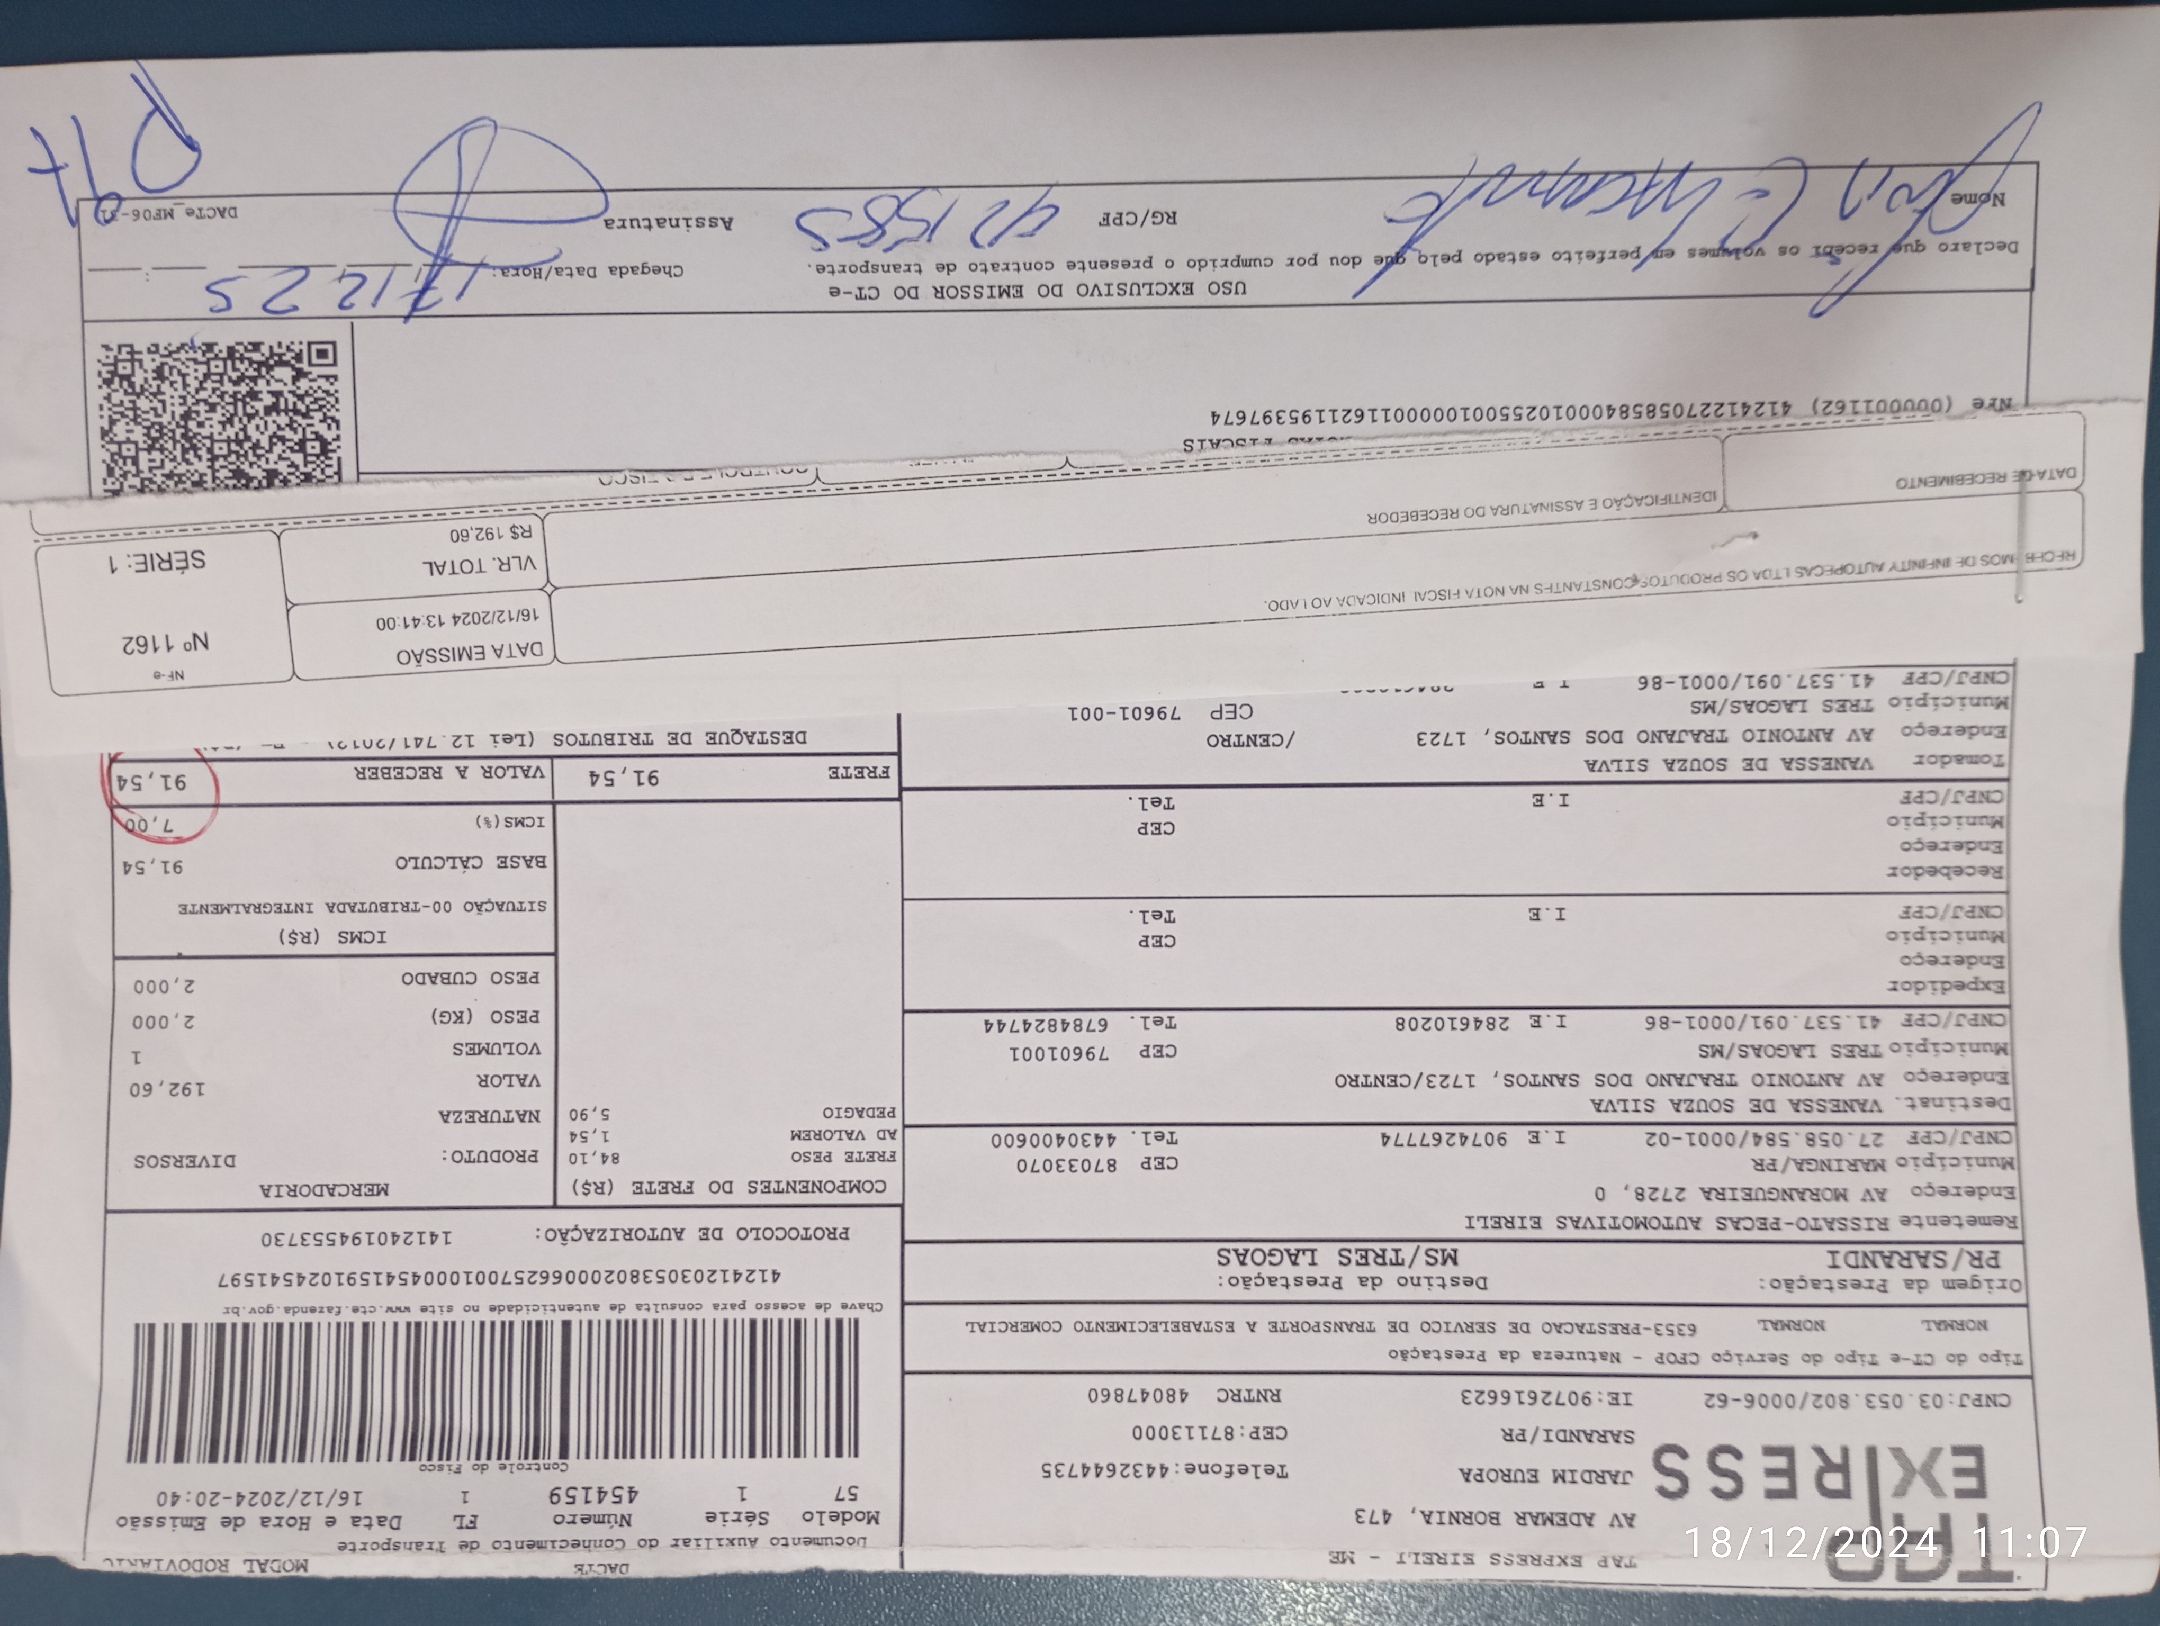 DACTE
MODAL RODOVIÁRIO
TAP EXPRESS
TAP EXPRESS EIRELI - ME
AV ADEMAR BORNIA, 473
JARDIM EUROPA Telefone:4432644735
SARANDI/PR CEP:87113000
CNPJ:03.053.802/0006-62 IE:9072616623 RNTRC 48047860
Documento Auxiliar do Conhecimento de Transporte
Modelo Série Número FL Data e Hora de Emissão
57 1 454159 1 16/12/2024-20:40
Controle do Fisco
Chave de acesso para consulta de autenticidade no site www.cte.fazenda.gov.br
41241203053802000662570010004541591024541597
PROTOCOLO DE AUTORIZAÇÃO: 141240194553730
Tipo do CT-e Tipo do Serviço CFOP - Natureza da Prestação
NORMAL NORMAL 6353-PRESTACAO DE SERVICO DE TRANSPORTE A ESTABELECIMENTO COMERCIAL
Origem da Prestação: Destino da Prestação:
PR/SARANDI MS/TRES LAGOAS
Remetente RISSATO-PECAS AUTOMOTIVAS EIRELI
Endereço AV MORANGUEIRA 2728, 0
Município MARINGA/PR CEP 87033070
CNPJ/CPF 27.058.584/0001-02 I.E 9074267774 Tel. 4430400600
Destinat. VANESSA DE SOUZA SILVA
Endereço AV ANTONIO TRAJANO DOS SANTOS, 1723/CENTRO
Município TRES LAGOAS/MS CEP 79601001
CNPJ/CPF 41.537.091/0001-86 I.E 284610208 Tel. 6784824744
Expedidor
Endereço
Município CEP
CNPJ/CPF I.E Tel.
Recebedor
Endereço
Município CEP
CNPJ/CPF I.E Tel.
Tomador VANESSA DE SOUZA SILVA
Endereço AV ANTONIO TRAJANO DOS SANTOS, 1723 /CENTRO
Município TRES LAGOAS/MS CEP 79601-001
CNPJ/CPF 41.537.091/0001-86 I.E
COMPONENTES DO FRETE (R$)
FRETE PESO 84,10
AD VALOREM 1,54
PEDAGIO 5,90
MERCADORIA
PRODUTO: DIVERSOS
NATUREZA
VALOR 192,60
VOLUMES 1
PESO (KG) 2,000
PESO CUBADO 2,000
ICMS (R$)
SITUAÇÃO 00-TRIBUTADA INTEGRALMENTE
BASE CÁLCULO 91,54
ICMS(%) 7,00
FRETE 91,54 VALOR A RECEBER 91,54
DESTAQUE DE TRIBUTOS (Lei 12.741/2012)
RECEBEMOS DE INFINITY AUTOPECAS LTDA OS PRODUTOS CONSTANTES NA NOTA FISCAL INDICADA AO LADO.
DATA EMISSÃO
16/12/2024 13:41:00
VLR. TOTAL
R$ 192,60
NF-e
Nº 1162
SÉRIE: 1
DATA DE RECEBIMENTO
IDENTIFICAÇÃO E ASSINATURA DO RECEBEDOR
NFe (000001162) 41241227058584000102550010000011621195397674
USO EXCLUSIVO DO EMISSOR DO CT-e
Declaro que recebi os volumes em perfeito estado pelo que dou por cumprido o presente contrato de transporte.
Chegada Data/Hora:
Nome
RG/CPF
Assinatura
DACTe_MF06-31
18/12/2024 11:07